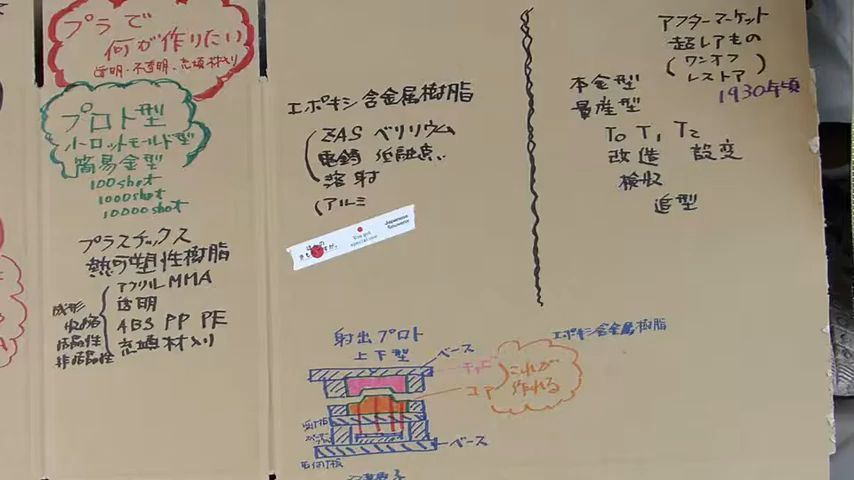 プラで
何が作りたい
透明・不透明・充填材入り
プロト型
小ロットモールド型
簡易金型
100shot
1000shot
10000shot
プラスチックス
熱可塑性樹脂
アクリル MMA
透明
ABS PP PE
充填材入り
成形
収縮
結晶性
非結晶性
エポキシ含金属樹脂
ZAS ベリリウム
電鋳 低融点
溶射
(アルミ
射出プロト
上下型
ベース
キャビ
コア
これが
作れる
エポキシ含金属樹脂
ベース
取付板
本金型
量産型
T0 T1 T2
改造 設変
検収
追型
アフターマーケット
超レアもの
(ワンオフ
レストア)
1930年頃